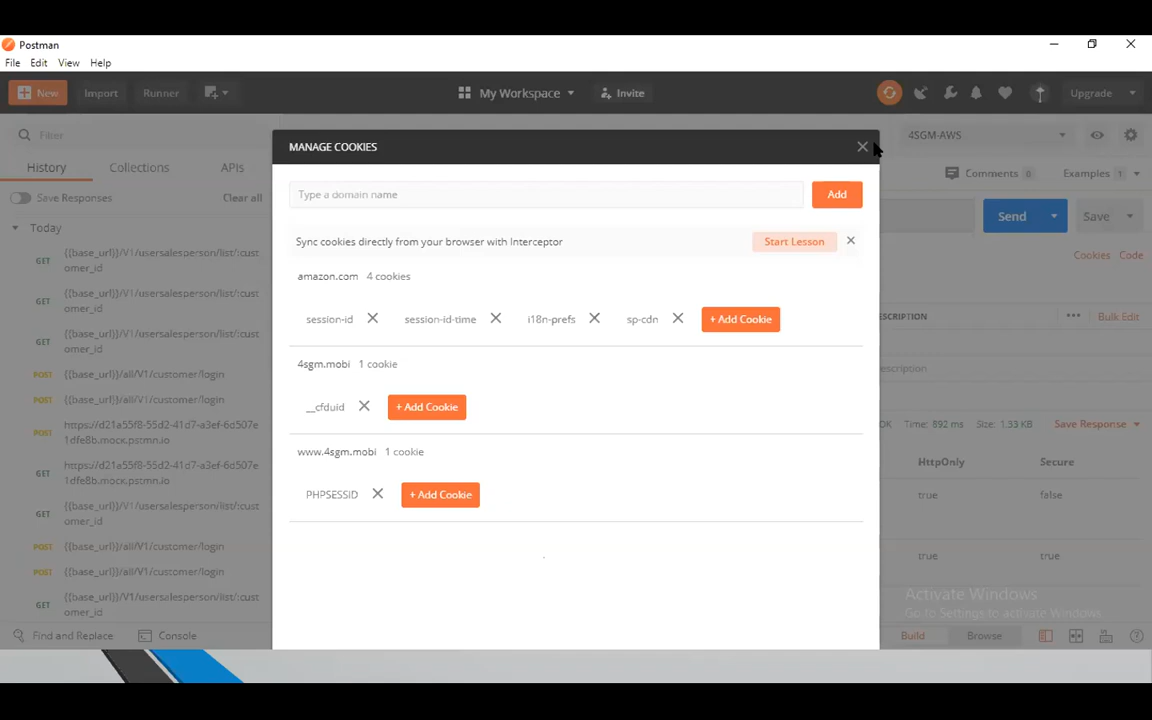 Postman
File Edit View Help
New Import Runner My Workspace Invite Upgrade
Filter
History Collections APIs
Save Responses Clear all
Today
GET {{base_url}}/V1/usersalesperson/list/:cust
omer_id
GET {{base_url}}/V1/usersalesperson/list/:cust
omer_id
GET {{base_url}}/V1/usersalesperson/list/:cust
omer_id
POST {{base_url}}/all/V1/customer/login
POST {{base_url}}/all/V1/customer/login
POST https://d21a55f8-55d2-41d7-a3ef-6d507e
1dfe8b.mock.pstmn.io
GET https://d21a55f8-55d2-41d7-a3ef-6d507e
1dfe8b.mock.pstmn.io
GET {{base_url}}/V1/usersalesperson/list/:cust
omer_id
POST {{base_url}}/all/V1/customer/login
POST {{base_url}}/all/V1/customer/login
GET {{base_url}}/V1/usersalesperson/list/:cust
omer_id
MANAGE COOKIES
Type a domain name Add
Sync cookies directly from your browser with Interceptor Start Lesson
amazon.com 4 cookies
session-id session-id-time i18n-prefs sp-cdn + Add Cookie
4sgm.mobi 1 cookie
__cfduid + Add Cookie
www.4sgm.mobi 1 cookie
PHPSESSID + Add Cookie
4SGM-AWS
Comments 0 Examples 1
Send Save
Cookies Code
ESCRIPTION Bulk Edit
escription
OK Time: 892 ms Size: 1.53 KB Save Response
HttpOnly Secure
true false
true true
Activate Windows
Go to Settings to activate Windows.
Find and Replace Console Build Browse